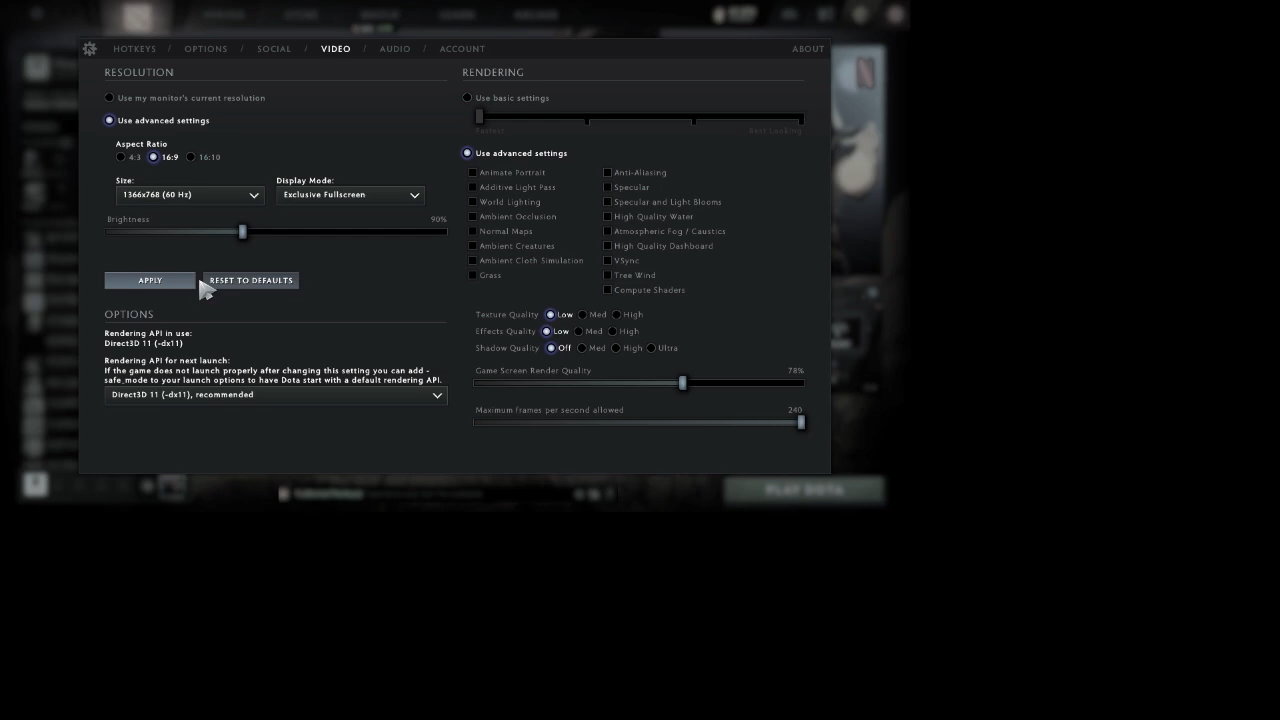 HOTKEYS / OPTIONS / SOCIAL / VIDEO / AUDIO / ACCOUNT ABOUT
RESOLUTION
Use my monitor's current resolution
Use advanced settings
Aspect Ratio
4:3 16:9 16:10
Size: Display Mode:
1366x768 (60 Hz) Exclusive Fullscreen
Brightness 90%
APPLY RESET TO DEFAULTS
OPTIONS
Rendering API in use:
Direct3D 11 (-dx11)
Rendering API for next launch:
If the game does not launch properly after changing this setting you can add -
safe_mode to your launch options to have Dota start with a default rendering API.
Direct3D 11 (-dx11), recommended
RENDERING
Use basic settings
Fastest Best Looking
Use advanced settings
Animate Portrait Anti-Aliasing
Additive Light Pass Specular
World Lighting Specular and Light Blooms
Ambient Occlusion High Quality Water
Normal Maps Atmospheric Fog / Caustics
Ambient Creatures High Quality Dashboard
Ambient Cloth Simulation VSync
Grass Tree Wind
Compute Shaders
Texture Quality Low Med High
Effects Quality Low Med High
Shadow Quality Off Med High Ultra
Game Screen Render Quality 78%
Maximum frames per second allowed 240
PLAY DOTA